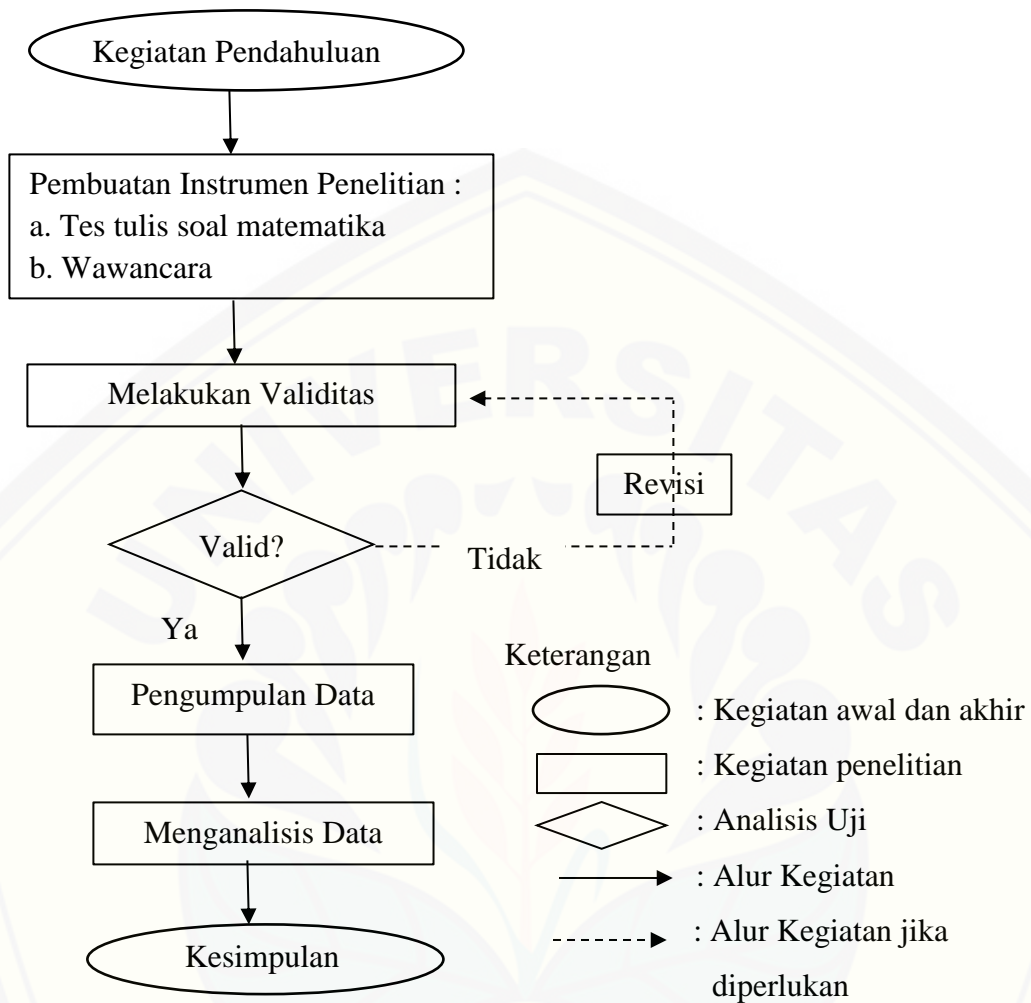 Kegiatan Pendahuluan
Pembuatan Instrumen Penelitian :
a. Tes tulis soal matematika
b. Wawancara
Melakukan Validitas
Revisi
Valid?
Tidak
Ya
Pengumpulan Data
Menganalisis Data
Kesimpulan
Keterangan
: Kegiatan awal dan akhir
: Kegiatan penelitian
: Analisis Uji
: Alur Kegiatan
: Alur Kegiatan jika
diperlukan
UNIVERSITAS